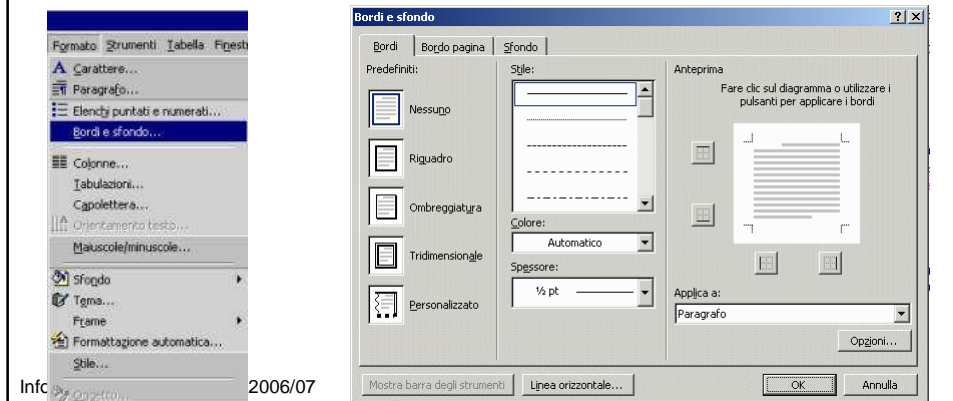 Formato Strumenti Tabella Finest
Carattere...
Paragrafo...
Elenchi puntati e numerati...
Bordi e sfondo...
Colonne...
Tabulazioni...
Capolettera...
Orientamento testo...
Maiuscole/minuscole...
Sfondo
Tema...
Frame
Formattazione automatica...
Stile...
Oggetto...
Info 2006/07
Bordi e sfondo
Bordi Bordo pagina Sfondo
Predefiniti:
Nessuno
Riquadro
Ombreggiatura
Tridimensionale
Personalizzato
Stile:
Colore:
Automatico
Spessore:
½ pt
Anteprima
Fare clic sul diagramma o utilizzare i
pulsanti per applicare i bordi
Applica a:
Paragrafo
Opzioni...
Mostra barra degli strumenti Linea orizzontale... OK Annulla